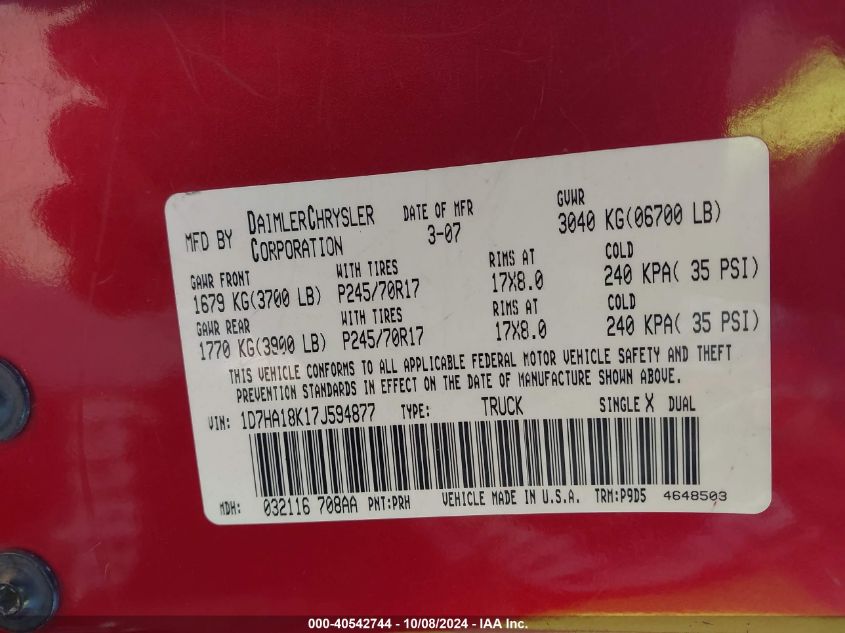 MFD BY DAIMLERCHRYSLER CORPORATION DATE OF MFR 3-07 GVWR 3040 KG(06700 LB)
GAWR FRONT WITH TIRES RIMS AT COLD
1679 KG(3700 LB) P245/70R17 17X8.0 240 KPA( 35 PSI)
GAWR REAR WITH TIRES RIMS AT COLD
1770 KG(3900 LB) P245/70R17 17X8.0 240 KPA( 35 PSI)
THIS VEHICLE CONFORMS TO ALL APPLICABLE FEDERAL MOTOR VEHICLE SAFETY AND THEFT
PREVENTION STANDARDS IN EFFECT ON THE DATE OF MANUFACTURE SHOWN ABOVE.
VIN: 1D7HA18K17J594877 TYPE: TRUCK SINGLE X DUAL
MDH: 032116 708AA PNT:PRH VEHICLE MADE IN U.S.A. TRM:P9D5 4648503
000-40542744 - 10/08/2024 - IAA Inc.